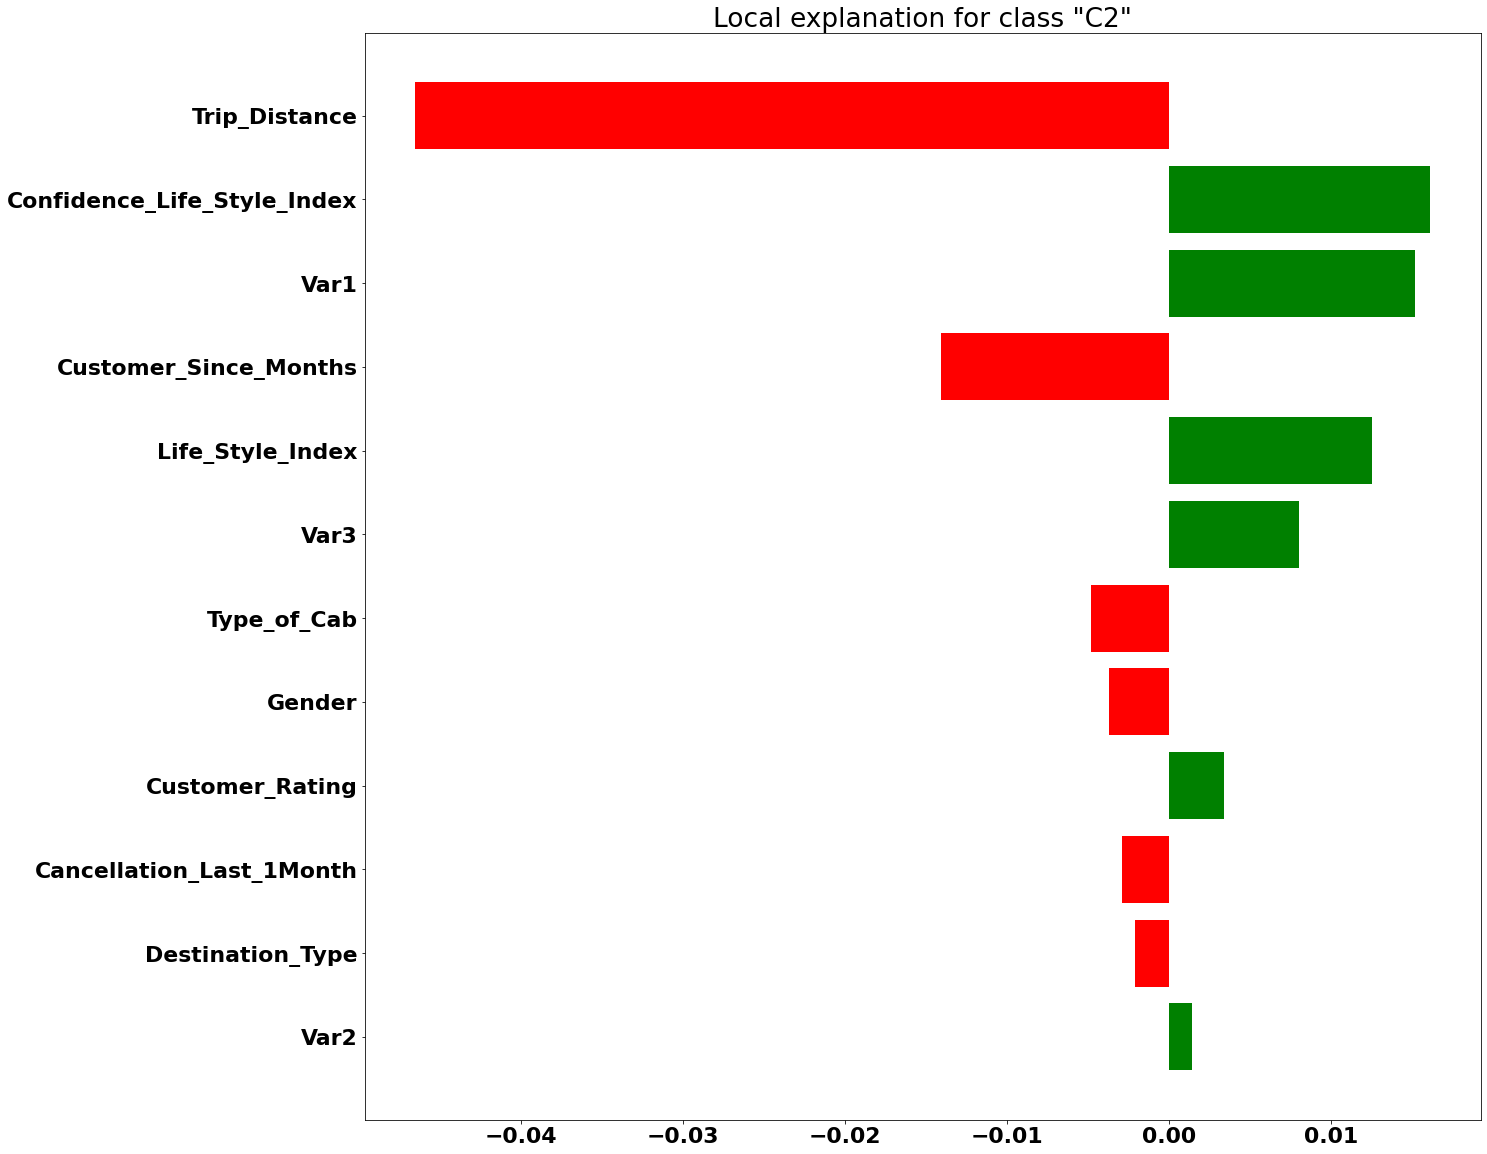 Local explanation for class "C2"
Trip_Distance
Confidence_Life_Style_Index
Var1
Customer_Since_Months
Life_Style_Index
Var3
Type_of_Cab
Gender
Customer_Rating
Cancellation_Last_1Month
Destination_Type
Var2
−0.04 −0.03 −0.02 −0.01 0.00 0.01